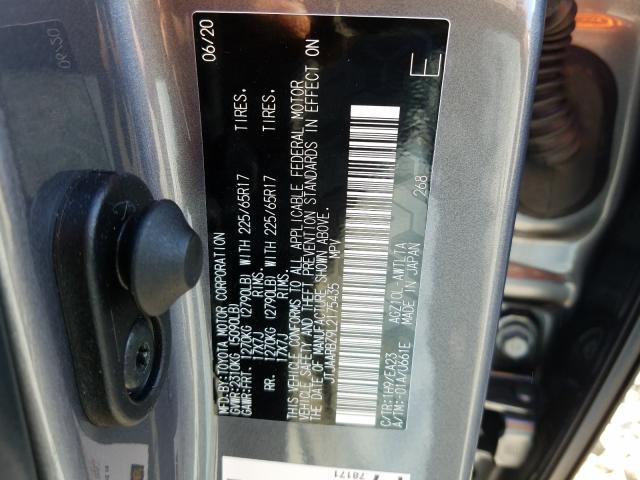 MFD.BY:TOYOTA MOTOR CORPORATION 06/20
GVWR:2310KG (5090LB)
GAWR:FRT. 1270KG (2790LB) WITH 225/65R17 TIRES.
17X7J RIMS.
RR. 1270KG (2790LB) WITH 225/65R17 TIRES.
17X7J RIMS.
THIS VEHICLE CONFORMS TO ALL APPLICABLE FEDERAL MOTOR
VEHICLE SAFETY AND THEFT PREVENTION STANDARDS IN EFFECT ON
THE DATE OF MANUFACTURE SHOWN ABOVE.
MPV
C/TR:1H9/EA23 AGZ10L-AWTLTA 268
A/TM:-01A/U661E MADE IN JAPAN
78171